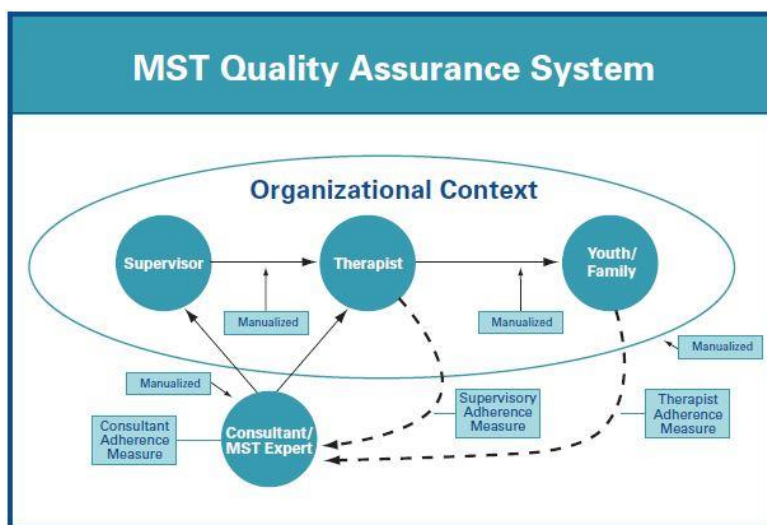 MST Quality Assurance System
Organizational Context
Supervisor
Therapist
Youth/
Family
Manualized
Manualized
Manualized
Manualized
Consultant
Adherence
Measure
Consultant/
MST Expert
Supervisory
Adherence
Measure
Therapist
Adherence
Measure